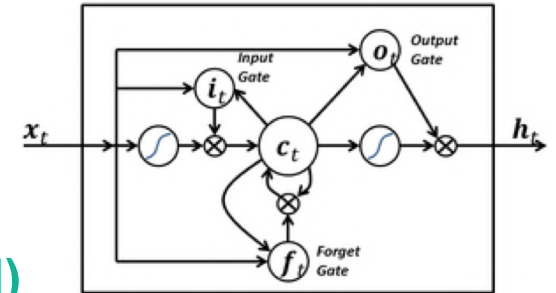 o_t
Output
Gate
Input
Gate
i_t
x_t
c_t
h_t
f_t
Forget
Gate
)